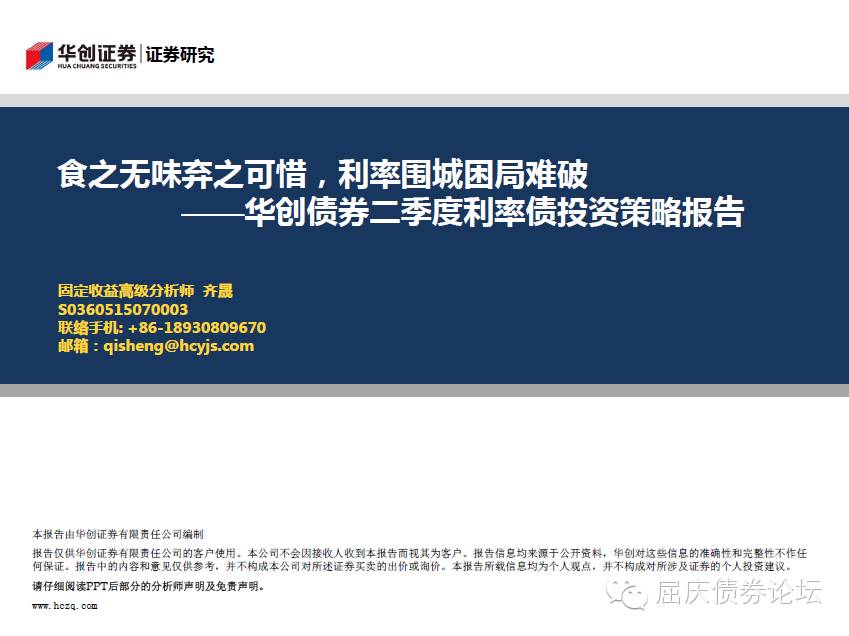 华创证券 证券研究
HUA CHUANG SECURITIES
食之无味弃之可惜，利率围城困局难破
——华创债券二季度利率债投资策略报告
固定收益高级分析师 齐晟
S0360515070003
联络手机: +86-18930809670
邮箱：qisheng@hcyjs.com
本报告由华创证券有限责任公司编制
报告仅供华创证券有限责任公司的客户使用。本公司不会因接收人收到本报告而视其为客户。报告信息均来源于公开资料，华创对这些信息的准确性和完整性不作任
何保证。报告中的内容和意见仅供参考，并不构成本公司对所述证券买卖的出价或询价。本报告所载信息均为个人观点，并不构成对所涉及证券的个人投资建议。
请仔细阅读PPT后部分的分析师声明及免责声明。
www.hczq.com
屈庆债券论坛